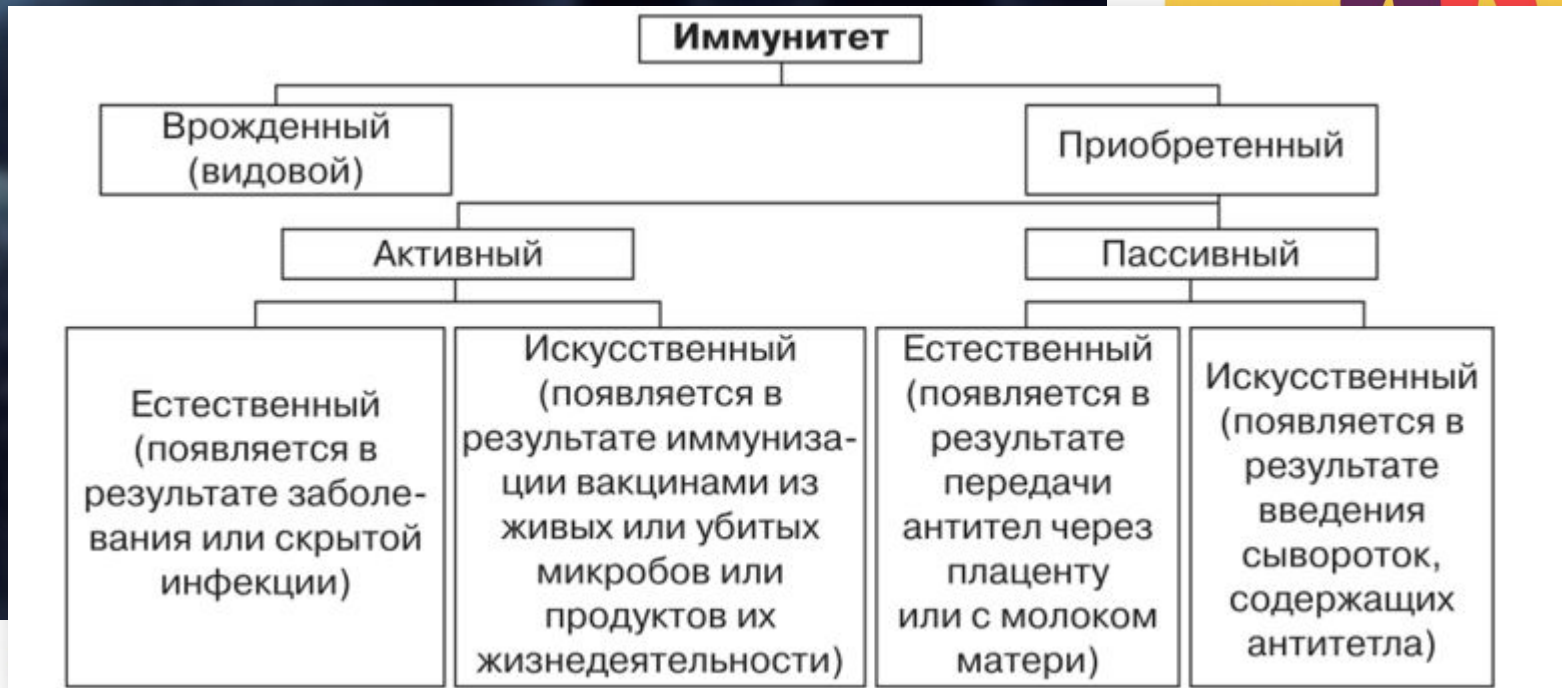 Иммунитет
Врожденный
(видовой)
Приобретенный
Активный
Пассивный
Естественный
(появляется в
результате заболе-
вания или скрытой
инфекции)
Искусственный
(появляется в
результате иммуниза-
ции вакцинами из
живых или убитых
микробов или
продуктов их
жизнедеятельности)
Естественный
(появляется в
результате
передачи
антител через
плаценту
или с молоком
матери)
Искусственный
(появляется в
результате
введения
сывороток,
содержащих
антитетла)